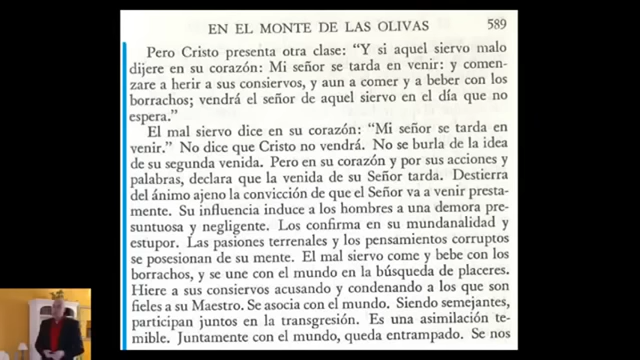 EN EL MONTE DE LAS OLIVAS 589
Pero Cristo presenta otra clase: “Y si aquel siervo malo
dijere en su corazón: Mi señor se tarda en venir: y comen-
zare a herir a sus consiervos, y aun a comer y a beber con los
borrachos; vendrá el señor de aquel siervo en el día que no
espera.”
El mal siervo dice en su corazón: “Mi señor se tarda en
venir.” No dice que Cristo no vendrá. No se burla de la idea
de su segunda venida. Pero en su corazón y por sus acciones y
palabras, declara que la venida de su Señor tarda. Destierra
del ánimo ajeno la convicción de que el Señor va a venir presta-
mente. Su influencia induce a los hombres a una demora pre-
suntuosa y negligente. Los confirma en su mundanalidad y
estupor. Las pasiones terrenales y los pensamientos corruptos
se posesionan de su mente. El mal siervo come y bebe con los
borrachos, y se une con el mundo en la búsqueda de placeres.
Hiere a sus consiervos acusando y condenando a los que son
fieles a su Maestro. Se asocia con el mundo. Siendo semejantes,
participan juntos en la transgresión. Es una asimilación te-
mible. Juntamente con el mundo, queda entrampado. Se nos